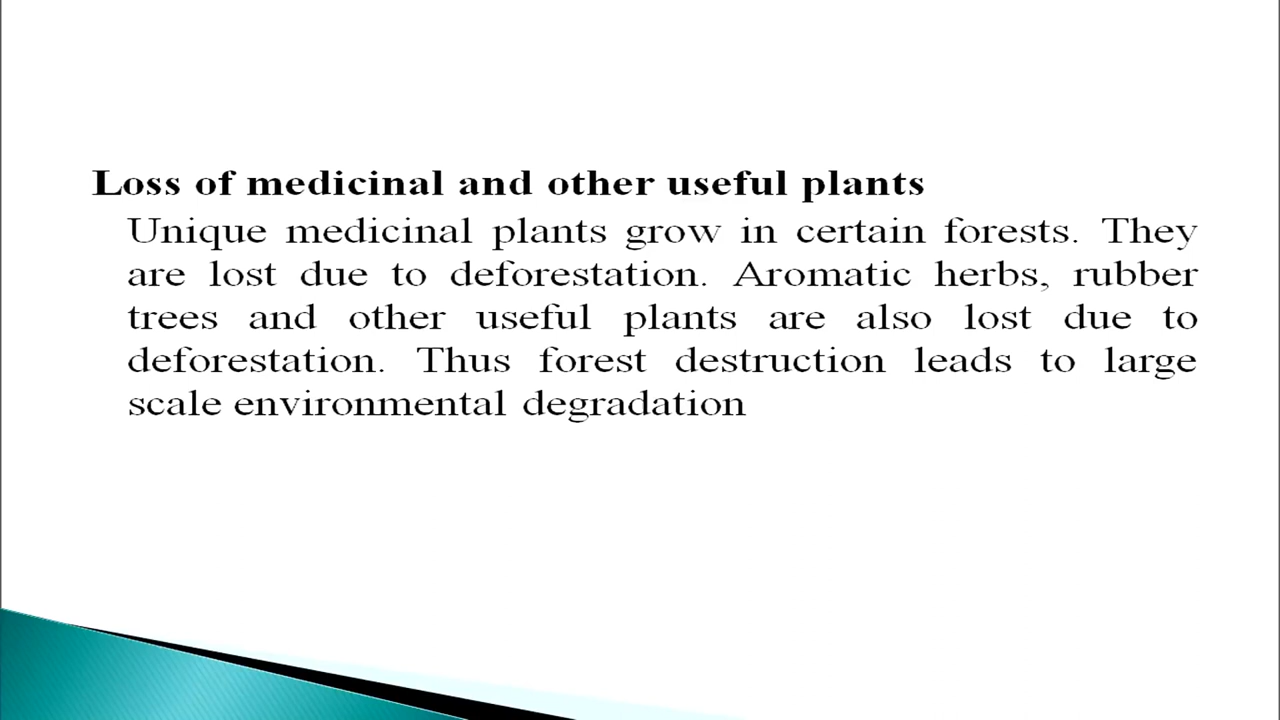 Loss of medicinal and other useful plants
Unique medicinal plants grow in certain forests. They
are lost due to deforestation. Aromatic herbs, rubber
trees and other useful plants are also lost due to
deforestation. Thus forest destruction leads to large
scale environmental degradation